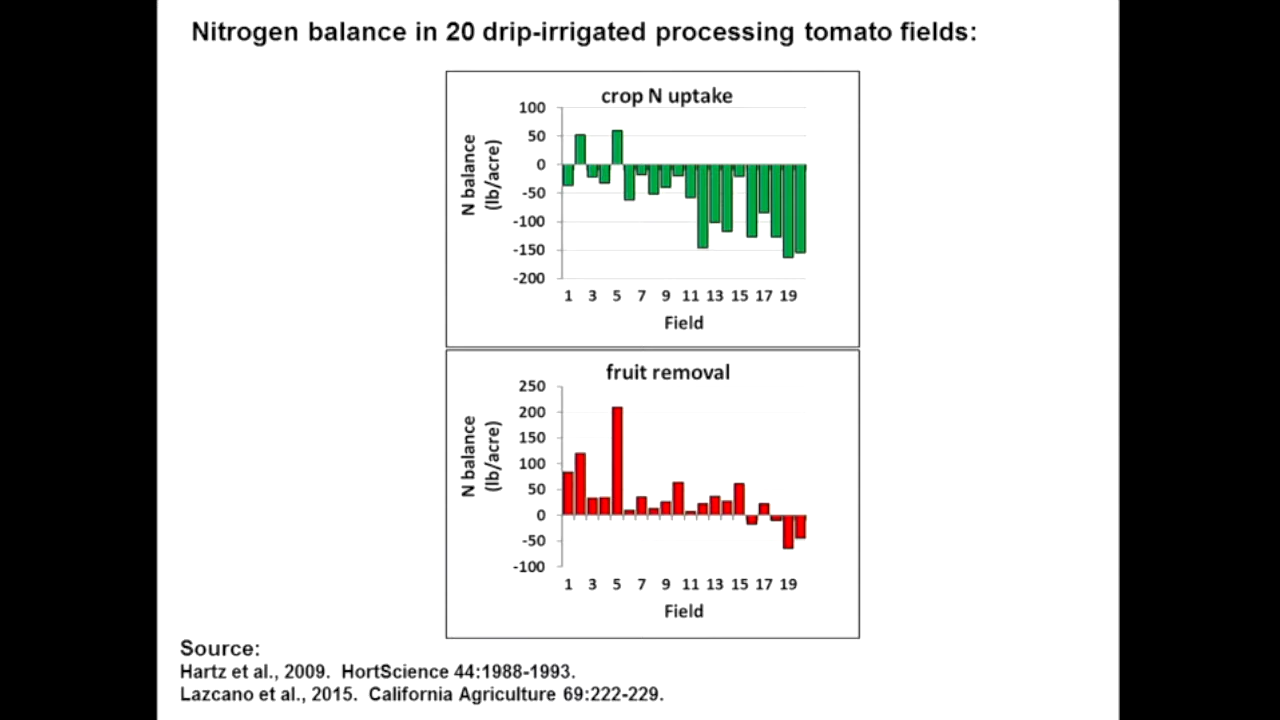 Nitrogen balance in 20 drip-irrigated processing tomato fields:
crop N uptake
N balance
(lb/acre)
100
50
0
-50
-100
-150
-200
1 3 5 7 9 11 13 15 17 19
Field
fruit removal
N balance
(lb/acre)
250
200
150
100
50
0
-50
-100
1 3 5 7 9 11 13 15 17 19
Field
Source:
Hartz et al., 2009. HortScience 44:1988-1993.
Lazcano et al., 2015. California Agriculture 69:222-229.